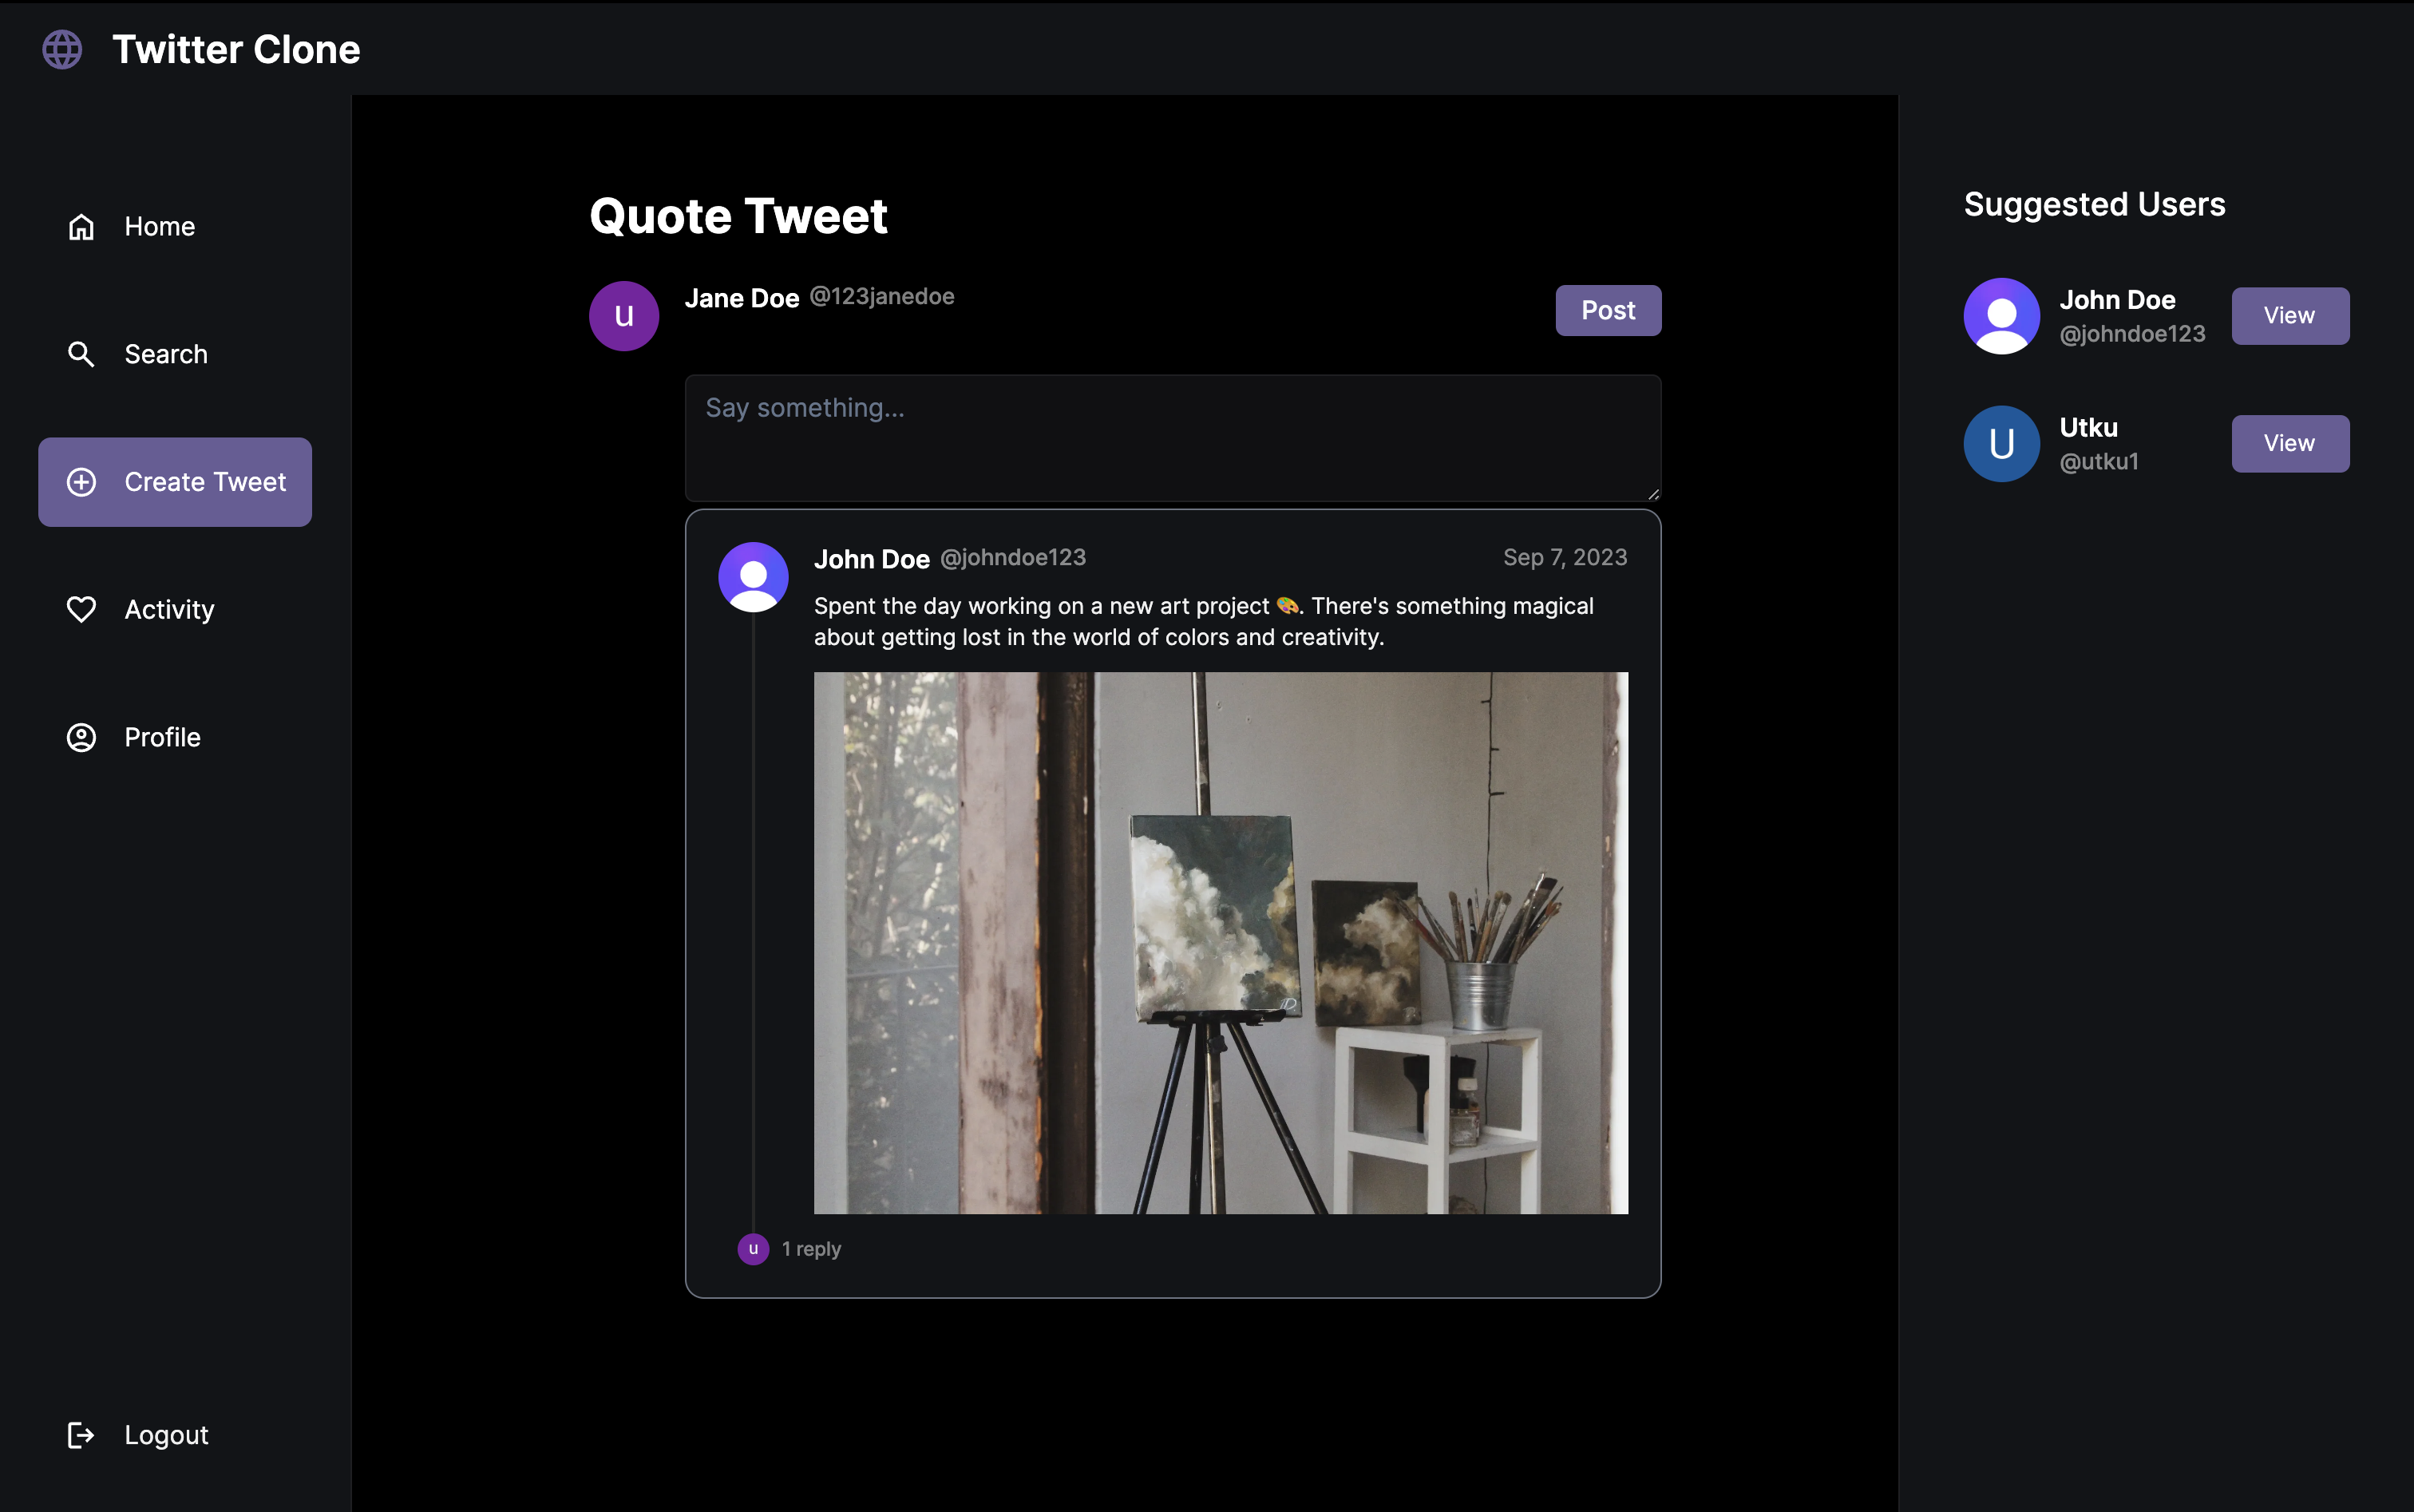 Twitter Clone
Home
Search
Create Tweet
Activity
Profile
Logout
Quote Tweet
u
Jane Doe @123janedoe
Post
Say something...
John Doe @johndoe123 Sep 7, 2023
Spent the day working on a new art project 🎨. There's something magical
about getting lost in the world of colors and creativity.
u 1 reply
Suggested Users
John Doe
@johndoe123
View
U
Utku
@utku1
View